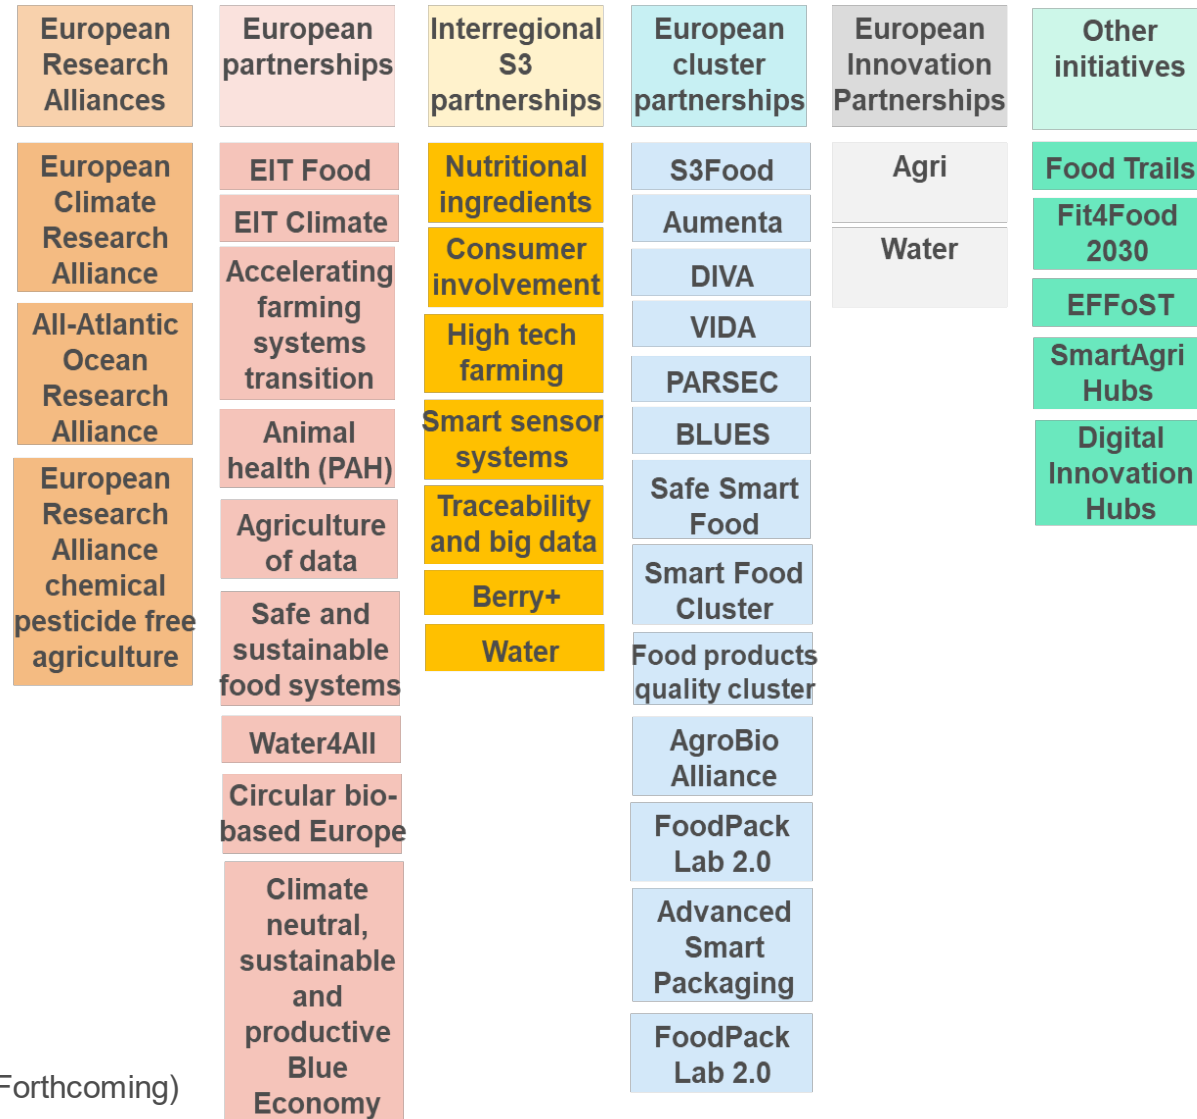 European
Research
Alliances
European
Climate
Research
Alliance
All-Atlantic
Ocean
Research
Alliance
European
Research
Alliance
chemical
pesticide free
agriculture
European
partnerships
EIT Food
EIT Climate
Accelerating
farming
systems
transition
Animal
health (PAH)
Agriculture
of data
Safe and
sustainable
food systems
Water4All
Circular bio-
based Europe
Climate
neutral,
sustainable
and
productive
Blue
Economy
Interregional
S3
partnerships
Nutritional
ingredients
Consumer
involvement
High tech
farming
Smart sensor
systems
Traceability
and big data
Berry+
Water
European
cluster
partnerships
S3Food
Aumenta
DIVA
VIDA
PARSEC
BLUES
Safe Smart
Food
Smart Food
Cluster
Food products
quality cluster
AgroBio
Alliance
FoodPack
Lab 2.0
Advanced
Smart
Packaging
FoodPack
Lab 2.0
European
Innovation
Partnerships
Agri
Water
Other
initiatives
Food Trails
Fit4Food
2030
EFFoST
SmartAgri
Hubs
Digital
Innovation
Hubs
Forthcoming)